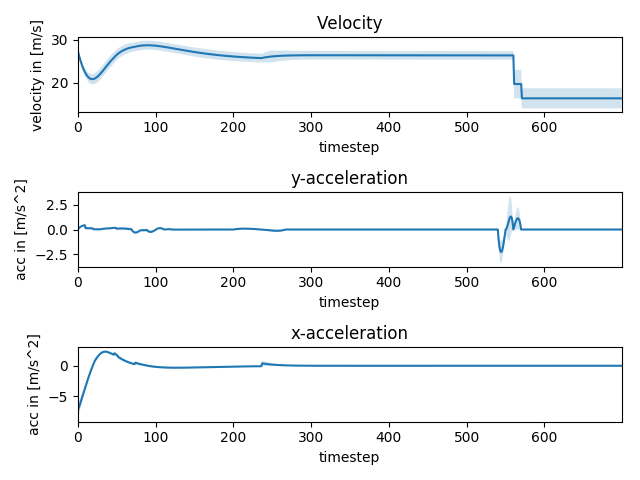 Velocity
velocity in [m/s]
30
20
0 100 200 300 400 500 600
timestep
y-acceleration
acc in [m/s^2]
2.5
0.0
−2.5
0 100 200 300 400 500 600
timestep
x-acceleration
acc in [m/s^2]
0
−5
0 100 200 300 400 500 600
timestep